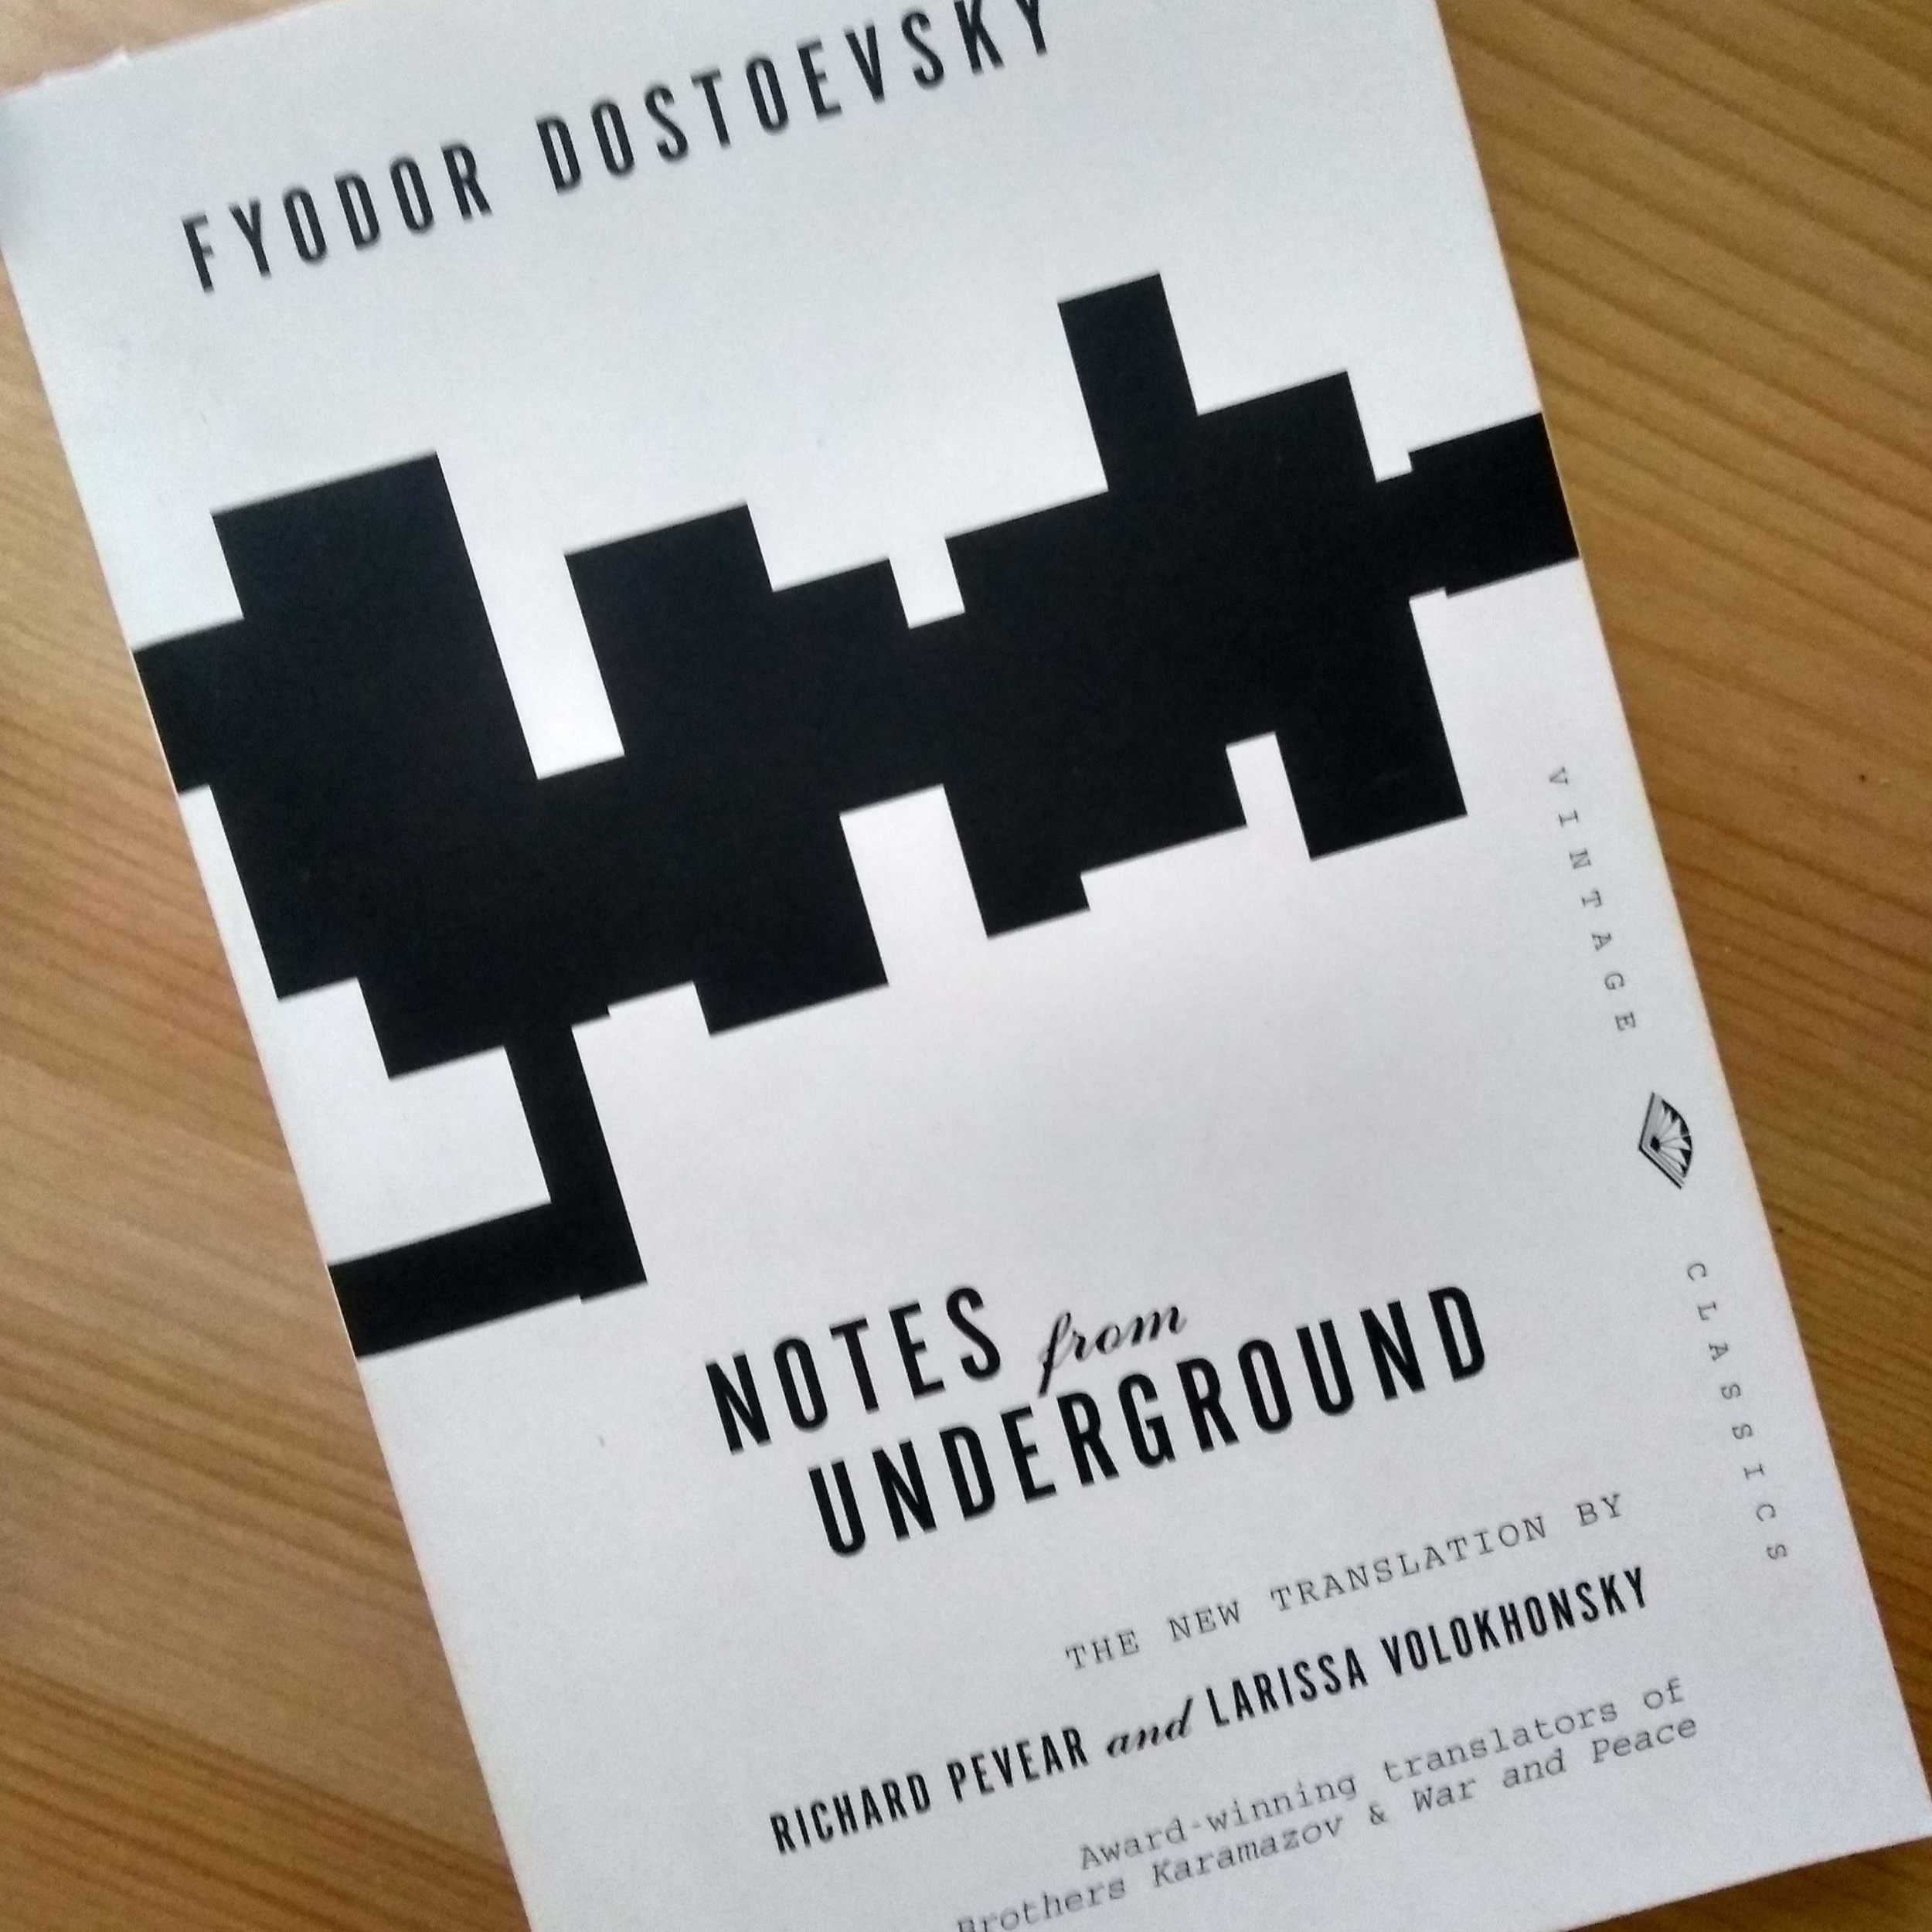 FYODOR DOSTOEVSKY
VINTAGE CLASSICS
NOTES from
UNDERGROUND
THE NEW TRANSLATION BY
RICHARD PEVEAR and LARISSA VOLOKHONSKY
Award-winning translators of
Brothers Karamazov & War and Peace